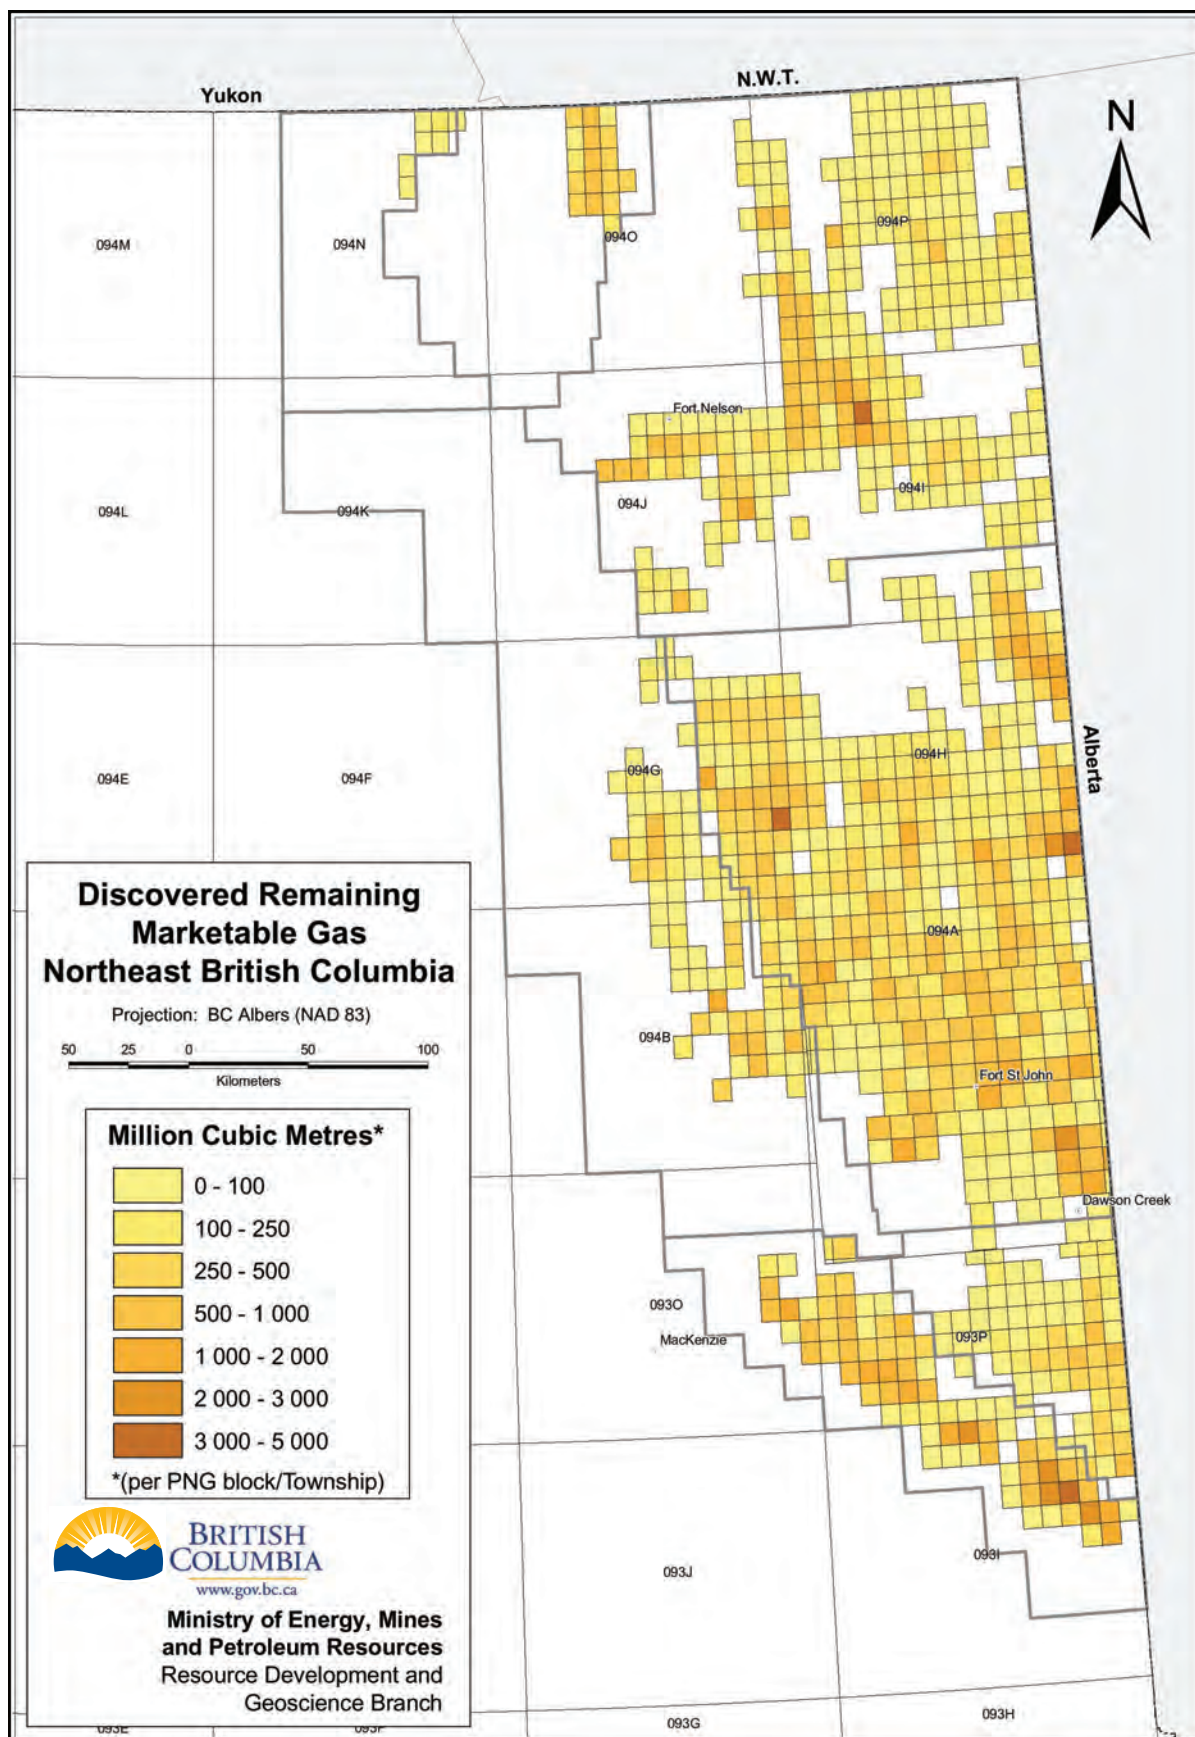 Yukon
N.W.T.
N
094M
094N
094O
094P
Fort Nelson
094L
094K
094J
094I
Alberta
094E
094F
094G
094H
094A
094B
Fort St John
Dawson Creek
093O
MacKenzie
093P
093J
093I
093E
093F
093G
093H
Discovered Remaining
Marketable Gas
Northeast British Columbia
Projection: BC Albers (NAD 83)
50 25 0 50 100
Kilometers
Million Cubic Metres*
0 - 100
100 - 250
250 - 500
500 - 1 000
1 000 - 2 000
2 000 - 3 000
3 000 - 5 000
*(per PNG block/Township)
BRITISH
COLUMBIA
www.gov.bc.ca
Ministry of Energy, Mines
and Petroleum Resources
Resource Development and
Geoscience Branch